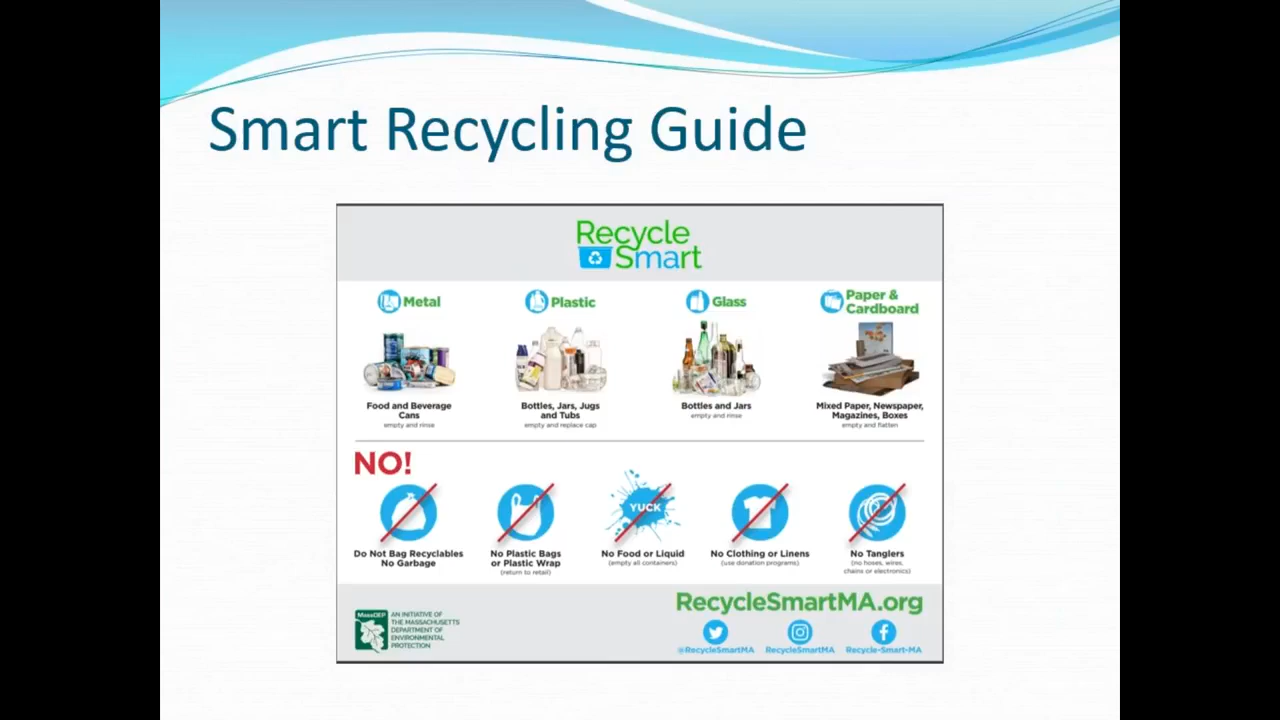 Smart Recycling Guide
Recycle
Smart
Metal
Plastic
Glass
Paper &
Cardboard
Food and Beverage
Cans
empty and rinse
Bottles, Jars, Jugs
and Tubs
empty and replace cap
Bottles and Jars
empty and rinse
Mixed Paper, Newspaper,
Magazines, Boxes
empty and flatten
NO!
YUCK
Do Not Bag Recyclables
No Garbage
No Plastic Bags
or Plastic Wrap
(return to retail)
No Food or Liquid
(empty all containers)
No Clothing or Linens
(use donation programs)
No Tanglers
(no hoses, wires,
chains or electronics)
MassDEP
AN INITIATIVE OF
THE MASSACHUSETTS
DEPARTMENT OF
ENVIRONMENTAL
PROTECTION
RecycleSmartMA.org
@RecycleSmartMA
RecycleSmartMA
Recycle-Smart-MA